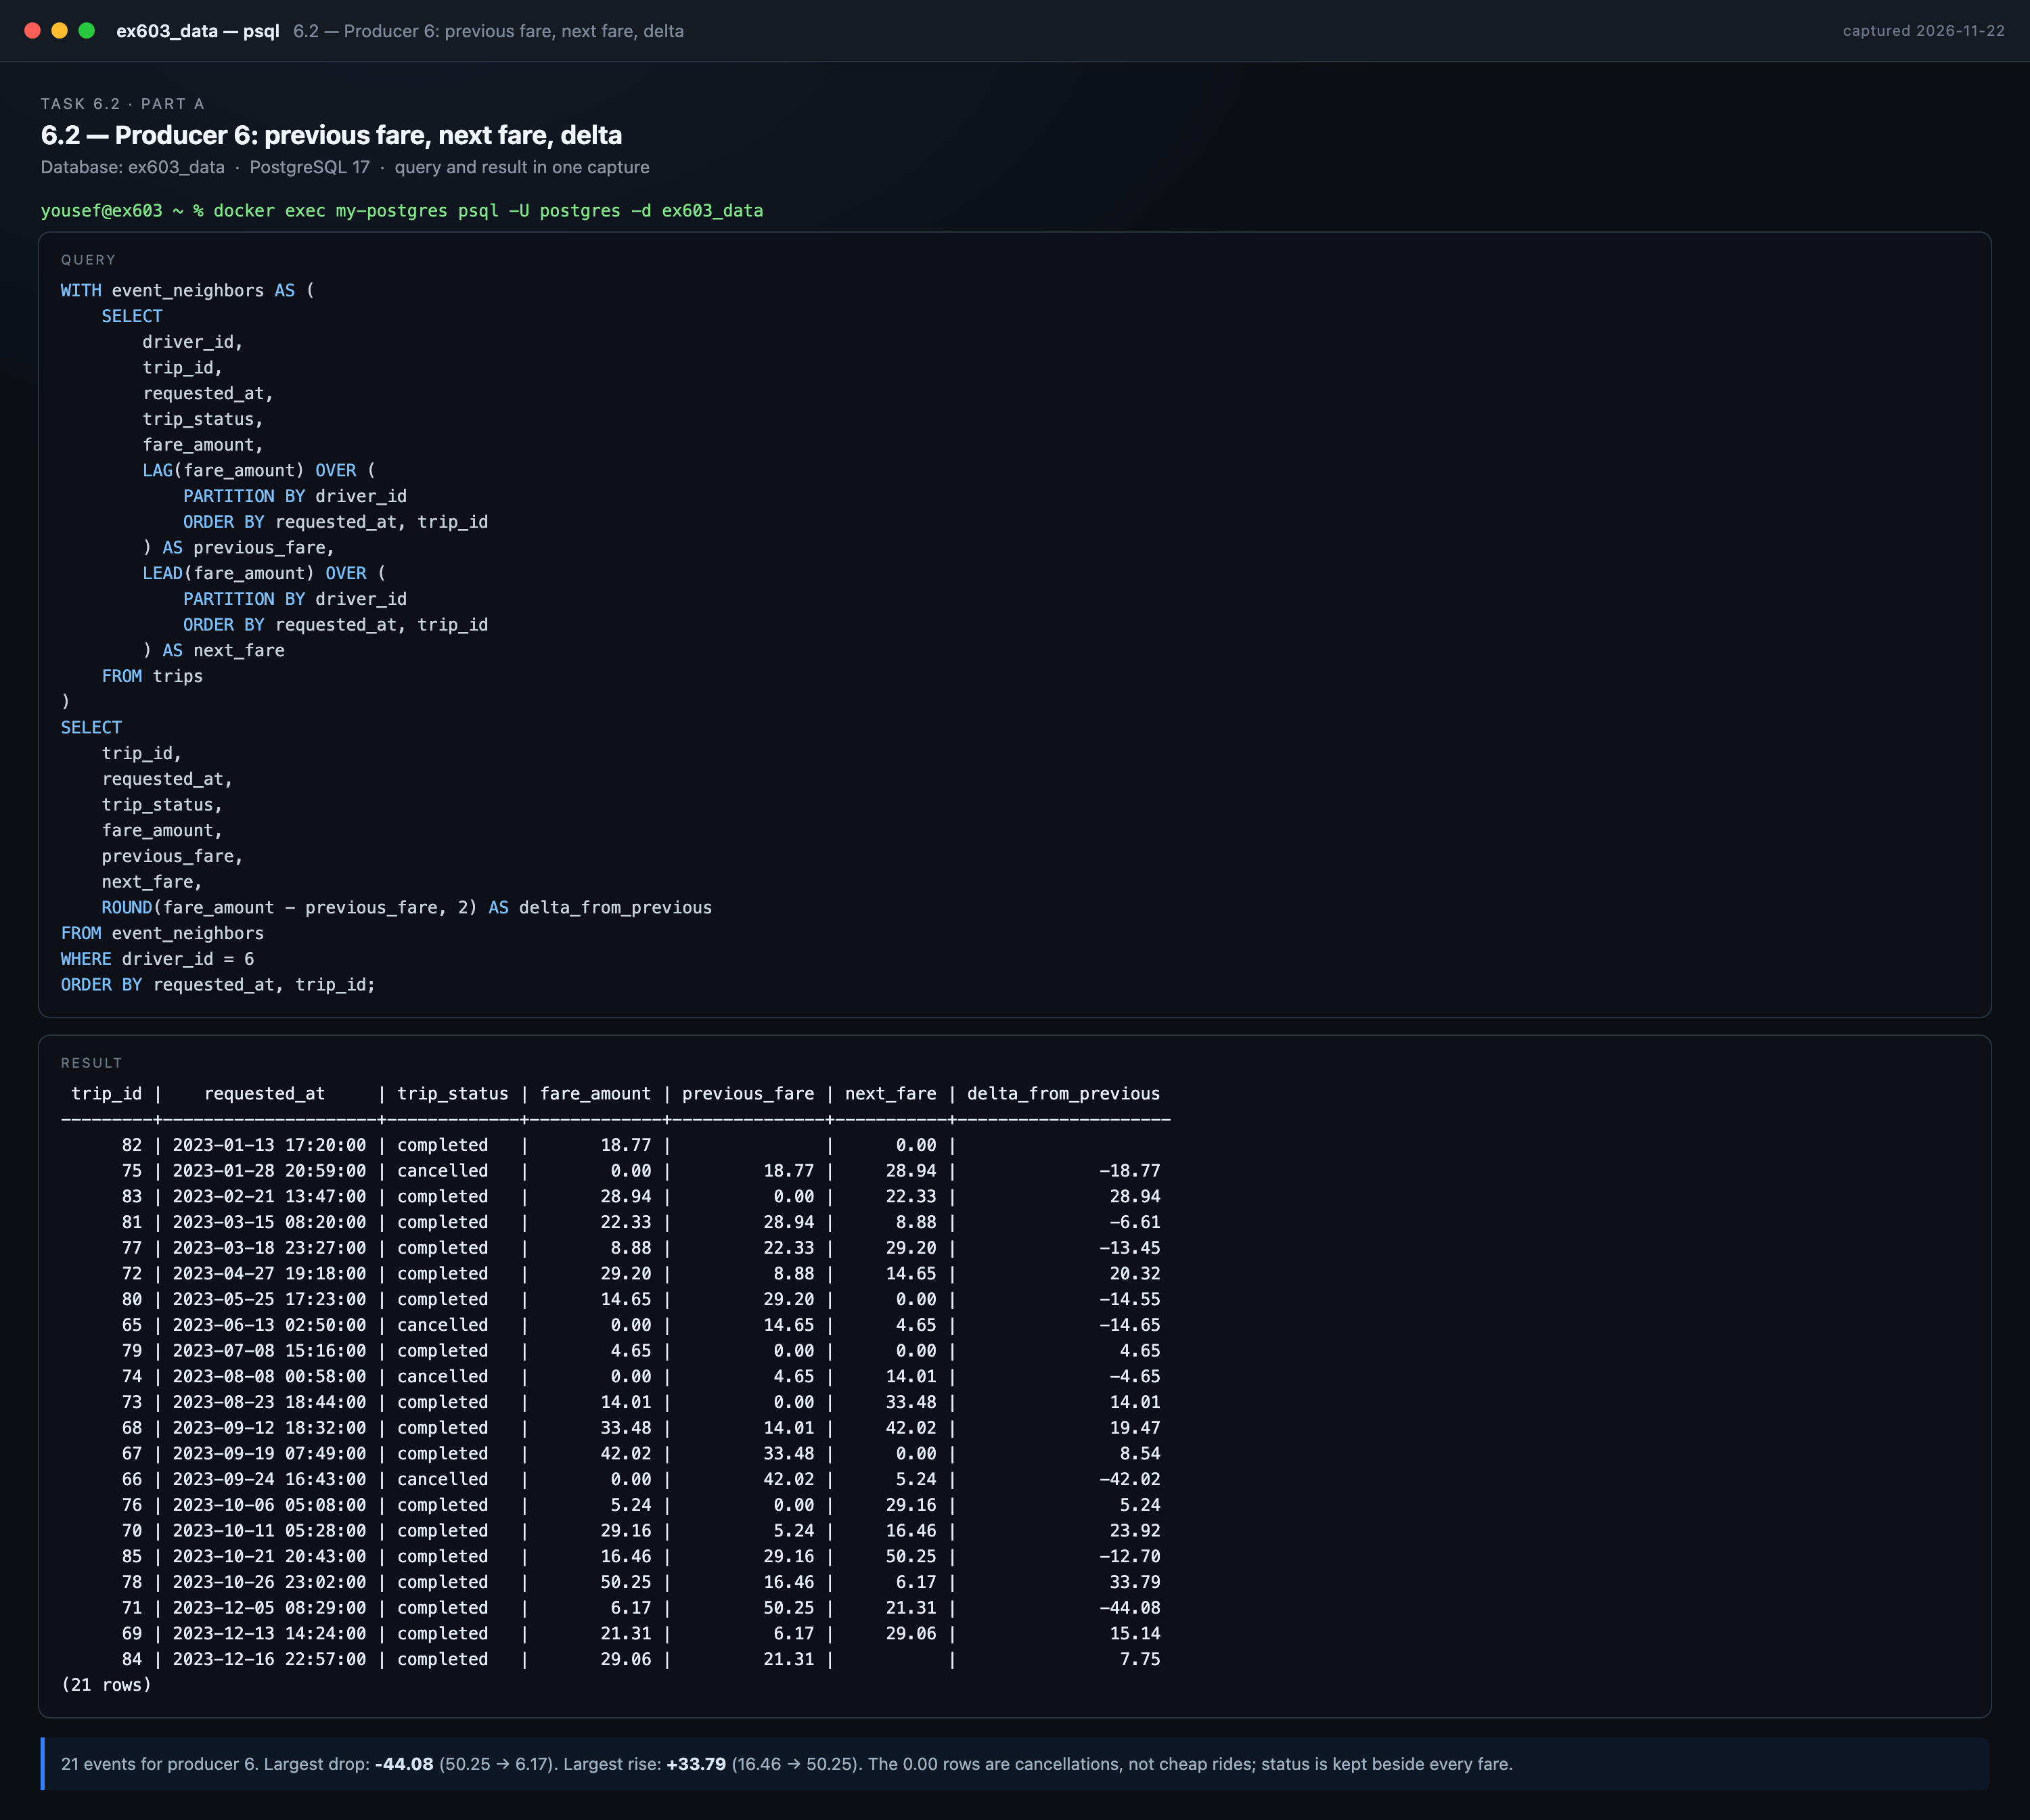 ex603_data — psql 6.2 — Producer 6: previous fare, next fare, delta captured 2026-11-22
TASK 6.2 · PART A
6.2 — Producer 6: previous fare, next fare, delta
Database: ex603_data · PostgreSQL 17 · query and result in one capture
yousef@ex603 ~ % docker exec my-postgres psql -U postgres -d ex603_data
QUERY
WITH event_neighbors AS (
    SELECT
        driver_id,
        trip_id,
        requested_at,
        trip_status,
        fare_amount,
        LAG(fare_amount) OVER (
            PARTITION BY driver_id
            ORDER BY requested_at, trip_id
        ) AS previous_fare,
        LEAD(fare_amount) OVER (
            PARTITION BY driver_id
            ORDER BY requested_at, trip_id
        ) AS next_fare
    FROM trips
)
SELECT
    trip_id,
    requested_at,
    trip_status,
    fare_amount,
    previous_fare,
    next_fare,
    ROUND(fare_amount - previous_fare, 2) AS delta_from_previous
FROM event_neighbors
WHERE driver_id = 6
ORDER BY requested_at, trip_id;
RESULT
 trip_id |    requested_at     | trip_status | fare_amount | previous_fare | next_fare | delta_from_previous
---------+---------------------+-------------+-------------+---------------+-----------+---------------------
      82 | 2023-01-13 17:20:00 | completed   |       18.77 |               |      0.00 |
      75 | 2023-01-28 20:59:00 | cancelled   |        0.00 |         18.77 |     28.94 |              -18.77
      83 | 2023-02-21 13:47:00 | completed   |       28.94 |          0.00 |     22.33 |               28.94
      81 | 2023-03-15 08:20:00 | completed   |       22.33 |         28.94 |      8.88 |               -6.61
      77 | 2023-03-18 23:27:00 | completed   |        8.88 |         22.33 |     29.20 |              -13.45
      72 | 2023-04-27 19:18:00 | completed   |       29.20 |          8.88 |     14.65 |               20.32
      80 | 2023-05-25 17:23:00 | completed   |       14.65 |         29.20 |      0.00 |              -14.55
      65 | 2023-06-13 02:50:00 | cancelled   |        0.00 |         14.65 |      4.65 |              -14.65
      79 | 2023-07-08 15:16:00 | completed   |        4.65 |          0.00 |      0.00 |                4.65
      74 | 2023-08-08 00:58:00 | cancelled   |        0.00 |          4.65 |     14.01 |               -4.65
      73 | 2023-08-23 18:44:00 | completed   |       14.01 |          0.00 |     33.48 |               14.01
      68 | 2023-09-12 18:32:00 | completed   |       33.48 |         14.01 |     42.02 |               19.47
      67 | 2023-09-19 07:49:00 | completed   |       42.02 |         33.48 |      0.00 |                8.54
      66 | 2023-09-24 16:43:00 | cancelled   |        0.00 |         42.02 |      5.24 |              -42.02
      76 | 2023-10-06 05:08:00 | completed   |        5.24 |          0.00 |     29.16 |                5.24
      70 | 2023-10-11 05:28:00 | completed   |       29.16 |          5.24 |     16.46 |               23.92
      85 | 2023-10-21 20:43:00 | completed   |       16.46 |         29.16 |     50.25 |              -12.70
      78 | 2023-10-26 23:02:00 | completed   |       50.25 |         16.46 |      6.17 |               33.79
      71 | 2023-12-05 08:29:00 | completed   |        6.17 |         50.25 |     21.31 |              -44.08
      69 | 2023-12-13 14:24:00 | completed   |       21.31 |          6.17 |     29.06 |               15.14
      84 | 2023-12-16 22:57:00 | completed   |       29.06 |         21.31 |           |                7.75
(21 rows)
21 events for producer 6. Largest drop: -44.08 (50.25 → 6.17). Largest rise: +33.79 (16.46 → 50.25). The 0.00 rows are cancellations, not cheap rides; status is kept beside every fare.